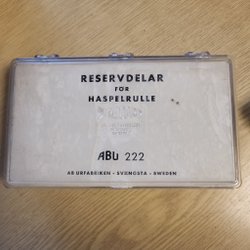 RESERVDELAR
FÖR
HASPELRULLE
ABU 222
AB URFABRIKEN - SVÄNGSTA - SWEDEN